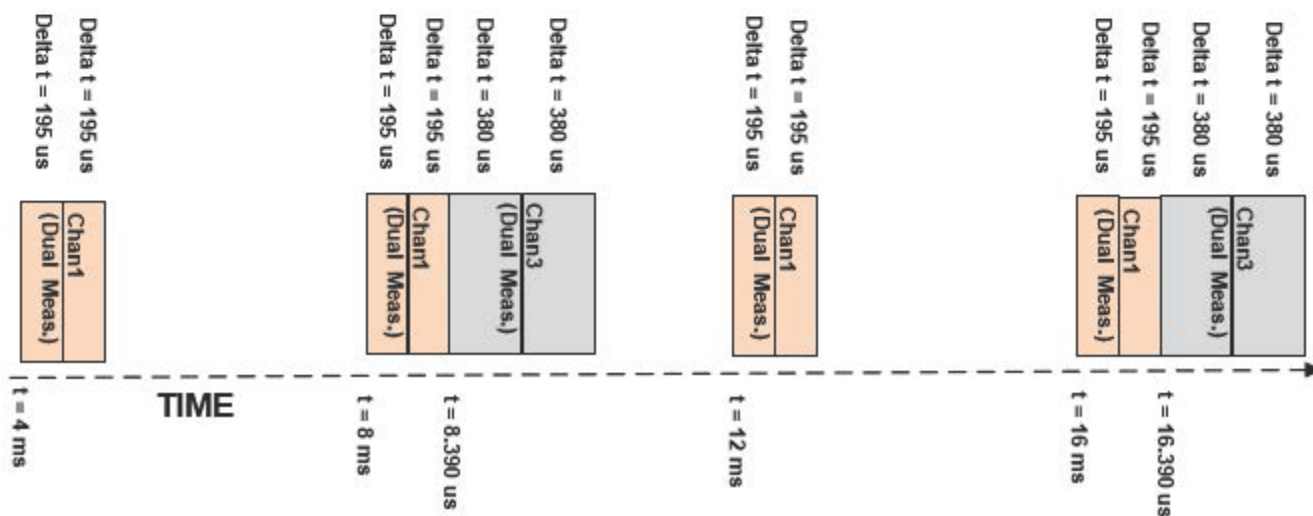 Delta t = 195 us
Delta t = 195 us
Delta t = 195 us
Delta t = 195 us
Delta t = 380 us
Delta t = 380 us
Delta t = 195 us
Delta t = 195 us
Delta t = 195 us
Delta t = 195 us
Delta t = 380 us
Delta t = 380 us
Chan1
(Dual Meas.)
Chan1
(Dual Meas.)
Chan3
(Dual Meas.)
Chan1
(Dual Meas.)
Chan1
(Dual Meas.)
Chan3
(Dual Meas.)
t = 4 ms
TIME
t = 8 ms
t = 8.390 us
t = 12 ms
t = 16 ms
t = 16.390 us